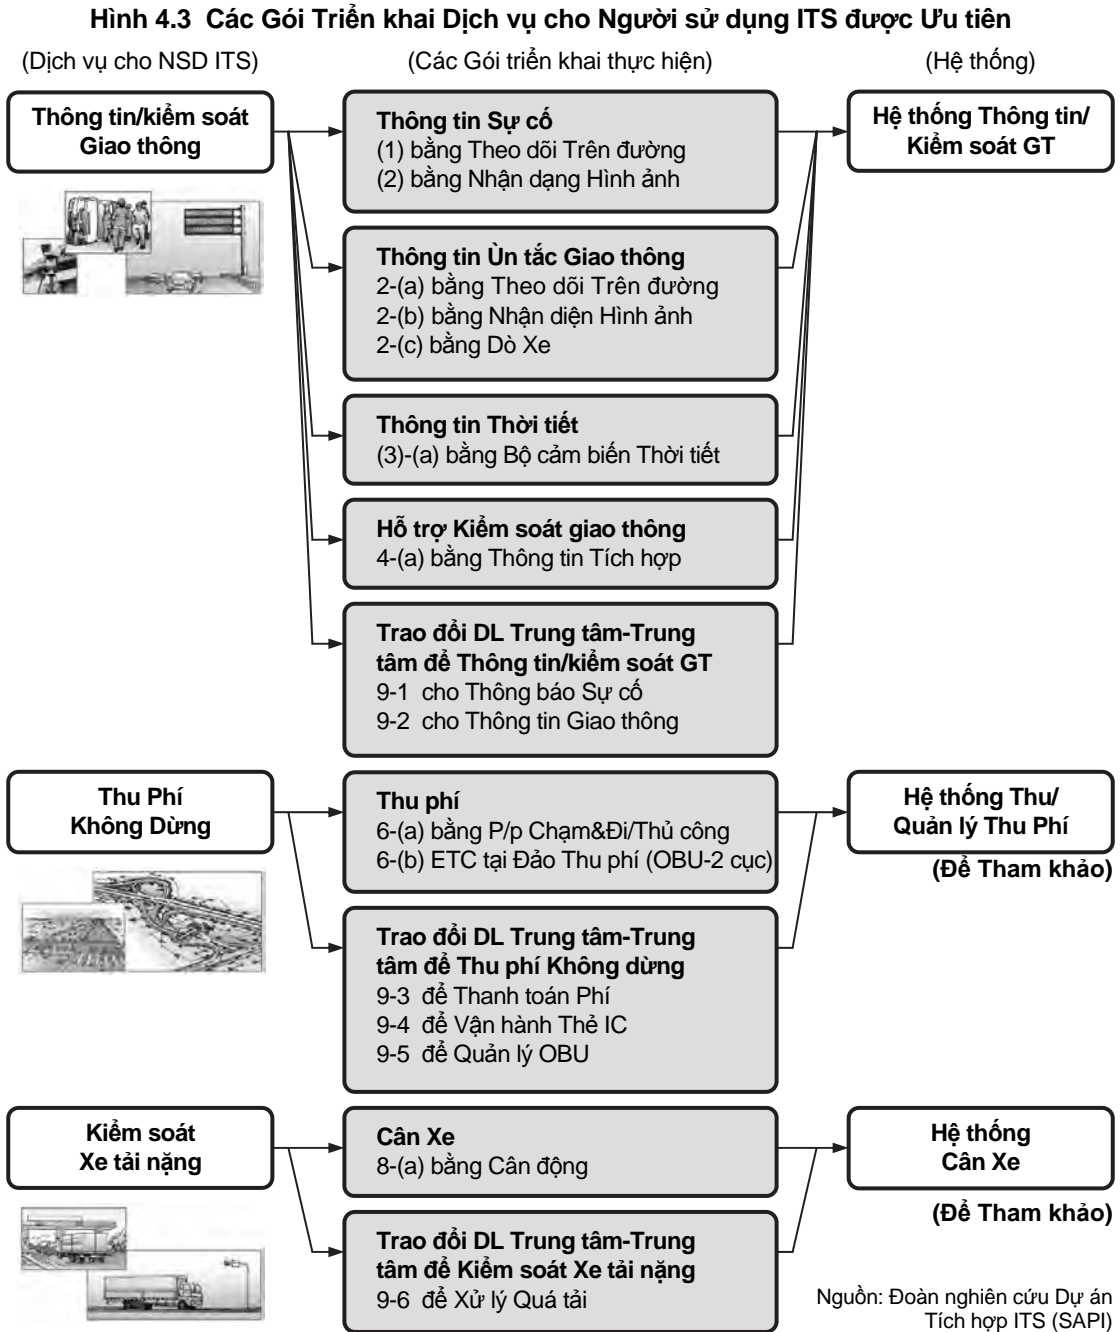 Hình 4.3 Các Gói Triển khai Dịch vụ cho Người sử dụng ITS được Ưu tiên
(Dịch vụ cho NSD ITS)
(Các Gói triển khai thực hiện)
(Hệ thống)
Thông tin/kiểm soát
Giao thông
Thông tin Sự cố
(1) bằng Theo dõi Trên đường
(2) bằng Nhận dạng Hình ảnh
Hệ thống Thông tin/
Kiểm soát GT
Thông tin Ùn tắc Giao thông
2-(a) bằng Theo dõi Trên đường
2-(b) bằng Nhận diện Hình ảnh
2-(c) bằng Dò Xe
Thông tin Thời tiết
(3)-(a) bằng Bộ cảm biến Thời tiết
Hỗ trợ Kiểm soát giao thông
4-(a) bằng Thông tin Tích hợp
Trao đổi DL Trung tâm-Trung
tâm để Thông tin/kiểm soát GT
9-1 cho Thông báo Sự cố
9-2 cho Thông tin Giao thông
Thu Phí
Không Dừng
Thu phí
6-(a) bằng P/p Chạm&Đi/Thủ công
6-(b) ETC tại Đảo Thu phí (OBU-2 cục)
Hệ thống Thu/
Quản lý Thu Phí
(Để Tham khảo)
Trao đổi DL Trung tâm-Trung
tâm để Thu phí Không dừng
9-3 để Thanh toán Phí
9-4 để Vận hành Thẻ IC
9-5 để Quản lý OBU
Kiểm soát
Xe tải nặng
Cân Xe
8-(a) bằng Cân động
Hệ thống
Cân Xe
(Để Tham khảo)
Trao đổi DL Trung tâm-Trung
tâm để Kiểm soát Xe tải nặng
9-6 để Xử lý Quá tải
Nguồn: Đoàn nghiên cứu Dự án
Tích hợp ITS (SAPI)